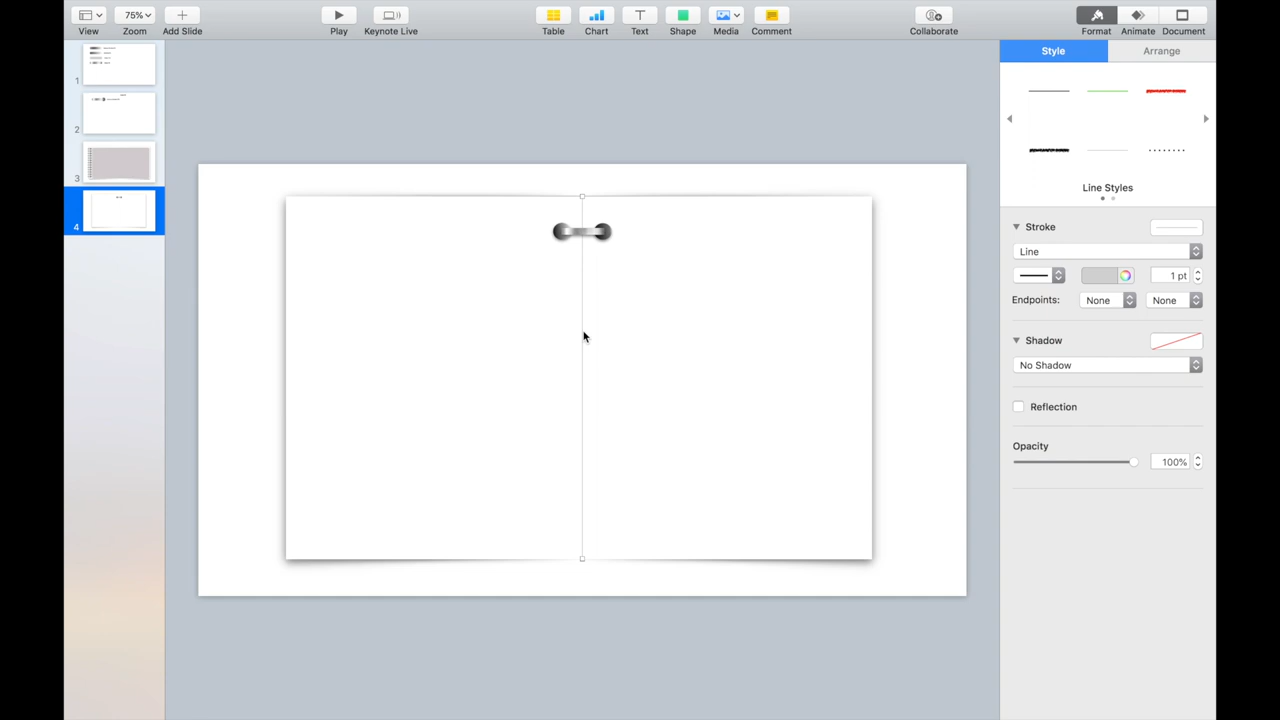 75%
View
Zoom
Add Slide
Play
Keynote Live
Table
Chart
Text
Shape
Media
Comment
Collaborate
Format
Animate
Document
Style
Arrange
1
2
3
4
Line Styles
Stroke
Line
1 pt
Endpoints:
None
None
Shadow
No Shadow
Reflection
Opacity
100%